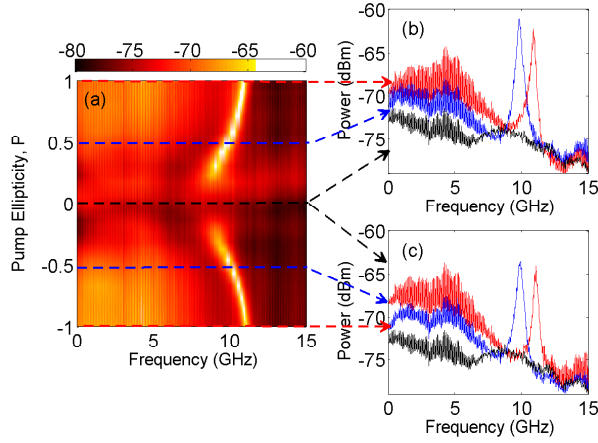 -80 -75 -70 -65 -60
(a)
1
0.5
0
-0.5
-1
Pump Ellipticity, P
0 5 10 15
Frequency (GHz)
(b)
-60
-65
-70
-75
Power (dBm)
0 5 10 15
Frequency (GHz)
(c)
-60
-65
-70
-75
Power (dBm)
0 5 10 15
Frequency (GHz)